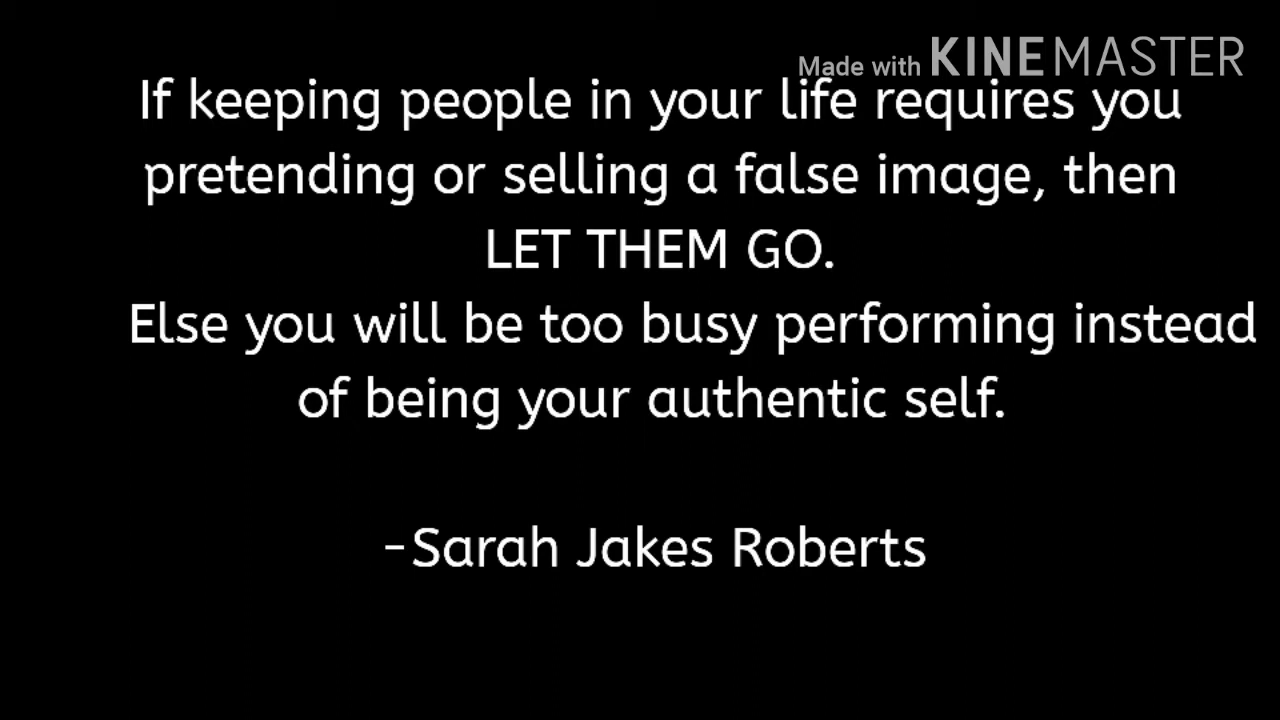 Made with KINEMASTER
If keeping people in your life requires you
pretending or selling a false image, then
LET THEM GO.
Else you will be too busy performing instead
of being your authentic self.
-Sarah Jakes Roberts